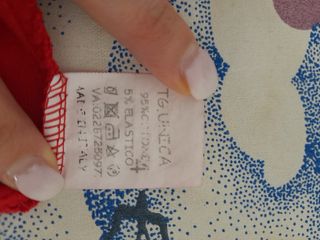 TG.UNICA
95%COTONE
5% ELASTICO
MADE IN ITALY